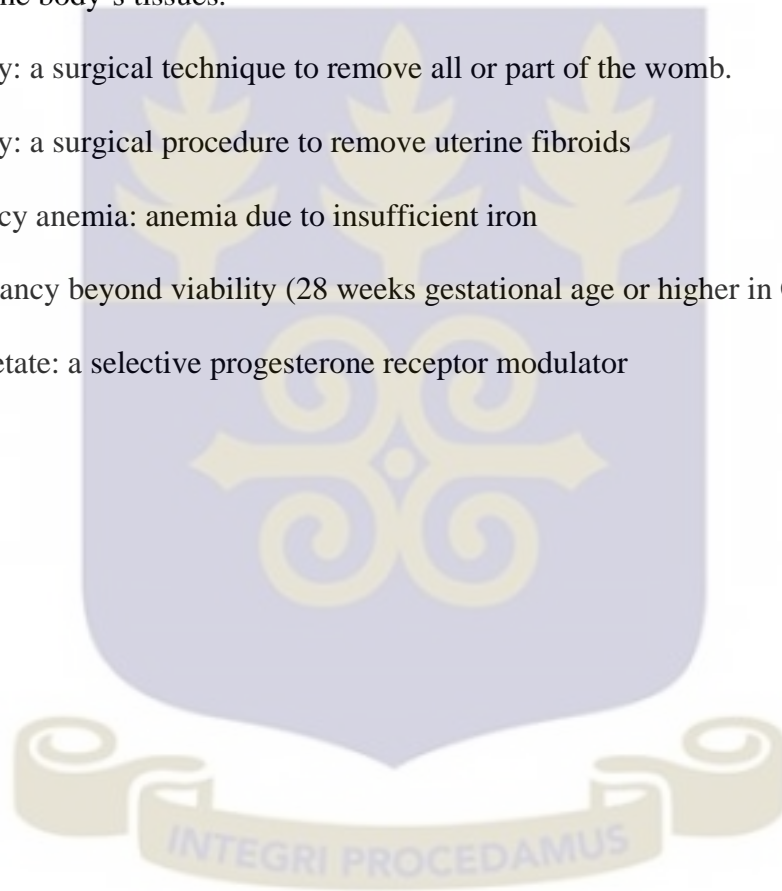 ne body's tissues.
y: a surgical technique to remove all or part of the womb.
y: a surgical procedure to remove uterine fibroids
cy anemia: anemia due to insufficient iron
ancy beyond viability (28 weeks gestational age or higher in
etate: a selective progesterone receptor modulator
INTEGRI PROCEDAMUS